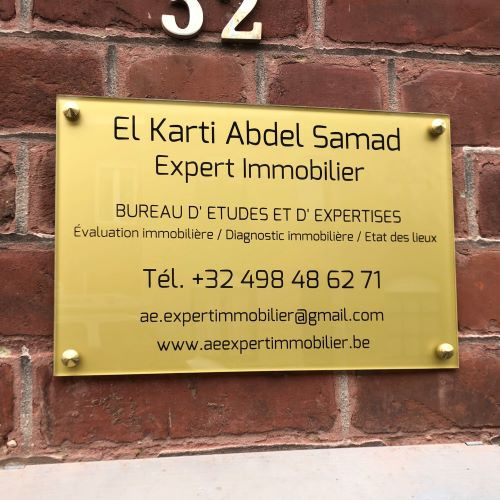 32
El Karti Abdel Samad
Expert Immobilier
BUREAU D' ETUDES ET D' EXPERTISES
Évaluation immobilière / Diagnostic immobilière / Etat des lieux
Tél. +32 498 48 62 71
ae.expertimmobilier@gmail.com
www.aeexpertimmobilier.be